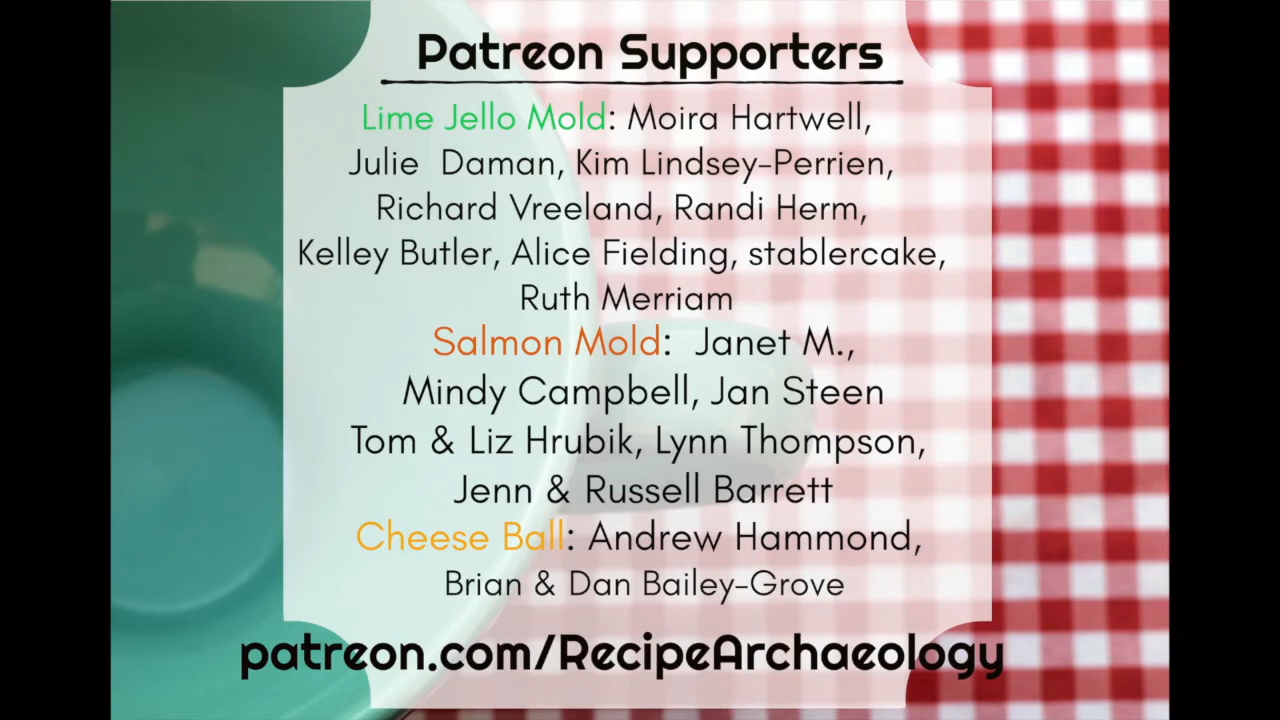 Patreon Supporters
Lime Jello Mold: Moira Hartwell,
Julie Daman, Kim Lindsey-Perrien,
Richard Vreeland, Randi Herm,
Kelley Butler, Alice Fielding, stablercake,
Ruth Merriam
Salmon Mold: Janet M.,
Mindy Campbell, Jan Steen
Tom & Liz Hrubik, Lynn Thompson,
Jenn & Russell Barrett
Cheese Ball: Andrew Hammond,
Brian & Dan Bailey-Grove
patreon.com/RecipeArchaeology